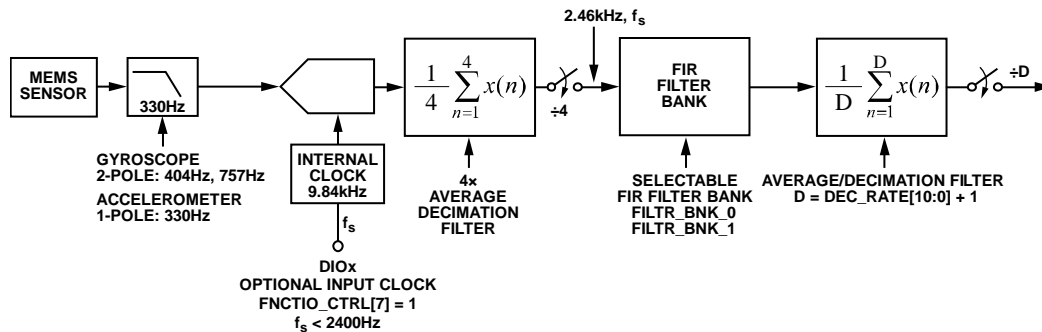 2.46kHz, fs
MEMS
SENSOR
330Hz
1/4 4∑n=1 x(n)
÷4
FIR
FILTER
BANK
1/D D∑n=1 x(n)
÷D
GYROSCOPE
2-POLE: 404Hz, 757Hz
ACCELEROMETER
1-POLE: 330Hz
INTERNAL
CLOCK
9.84kHz
fs
DIOx
OPTIONAL INPUT CLOCK
FNCTIO_CTRL[7] = 1
fs < 2400Hz
4×
AVERAGE
DECIMATION
FILTER
SELECTABLE
FIR FILTER BANK
FILTR_BNK_0
FILTR_BNK_1
AVERAGE/DECIMATION FILTER
D = DEC_RATE[10:0] + 1